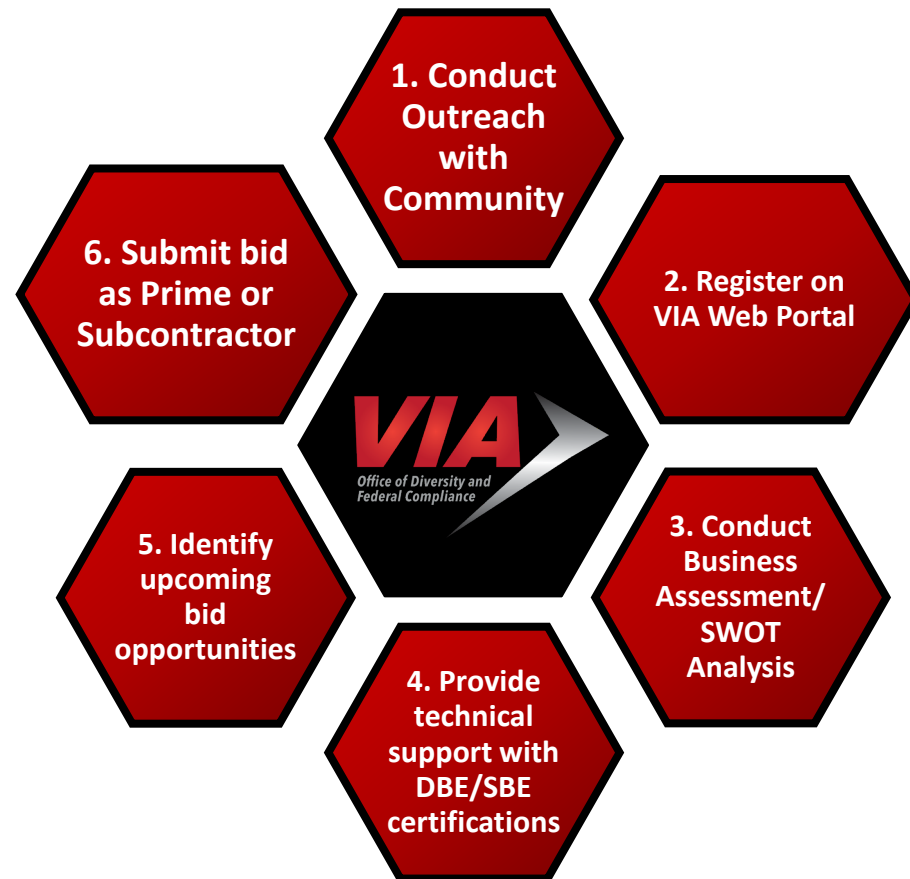 1. Conduct
Outreach
with
Community
2. Register on
VIA Web Portal
3. Conduct
Business
Assessment/
SWOT
Analysis
4. Provide
technical
support with
DBE/SBE
certifications
5. Identify
upcoming
bid
opportunities
6. Submit bid
as Prime or
Subcontractor
VIA
Office of Diversity and
Federal Compliance